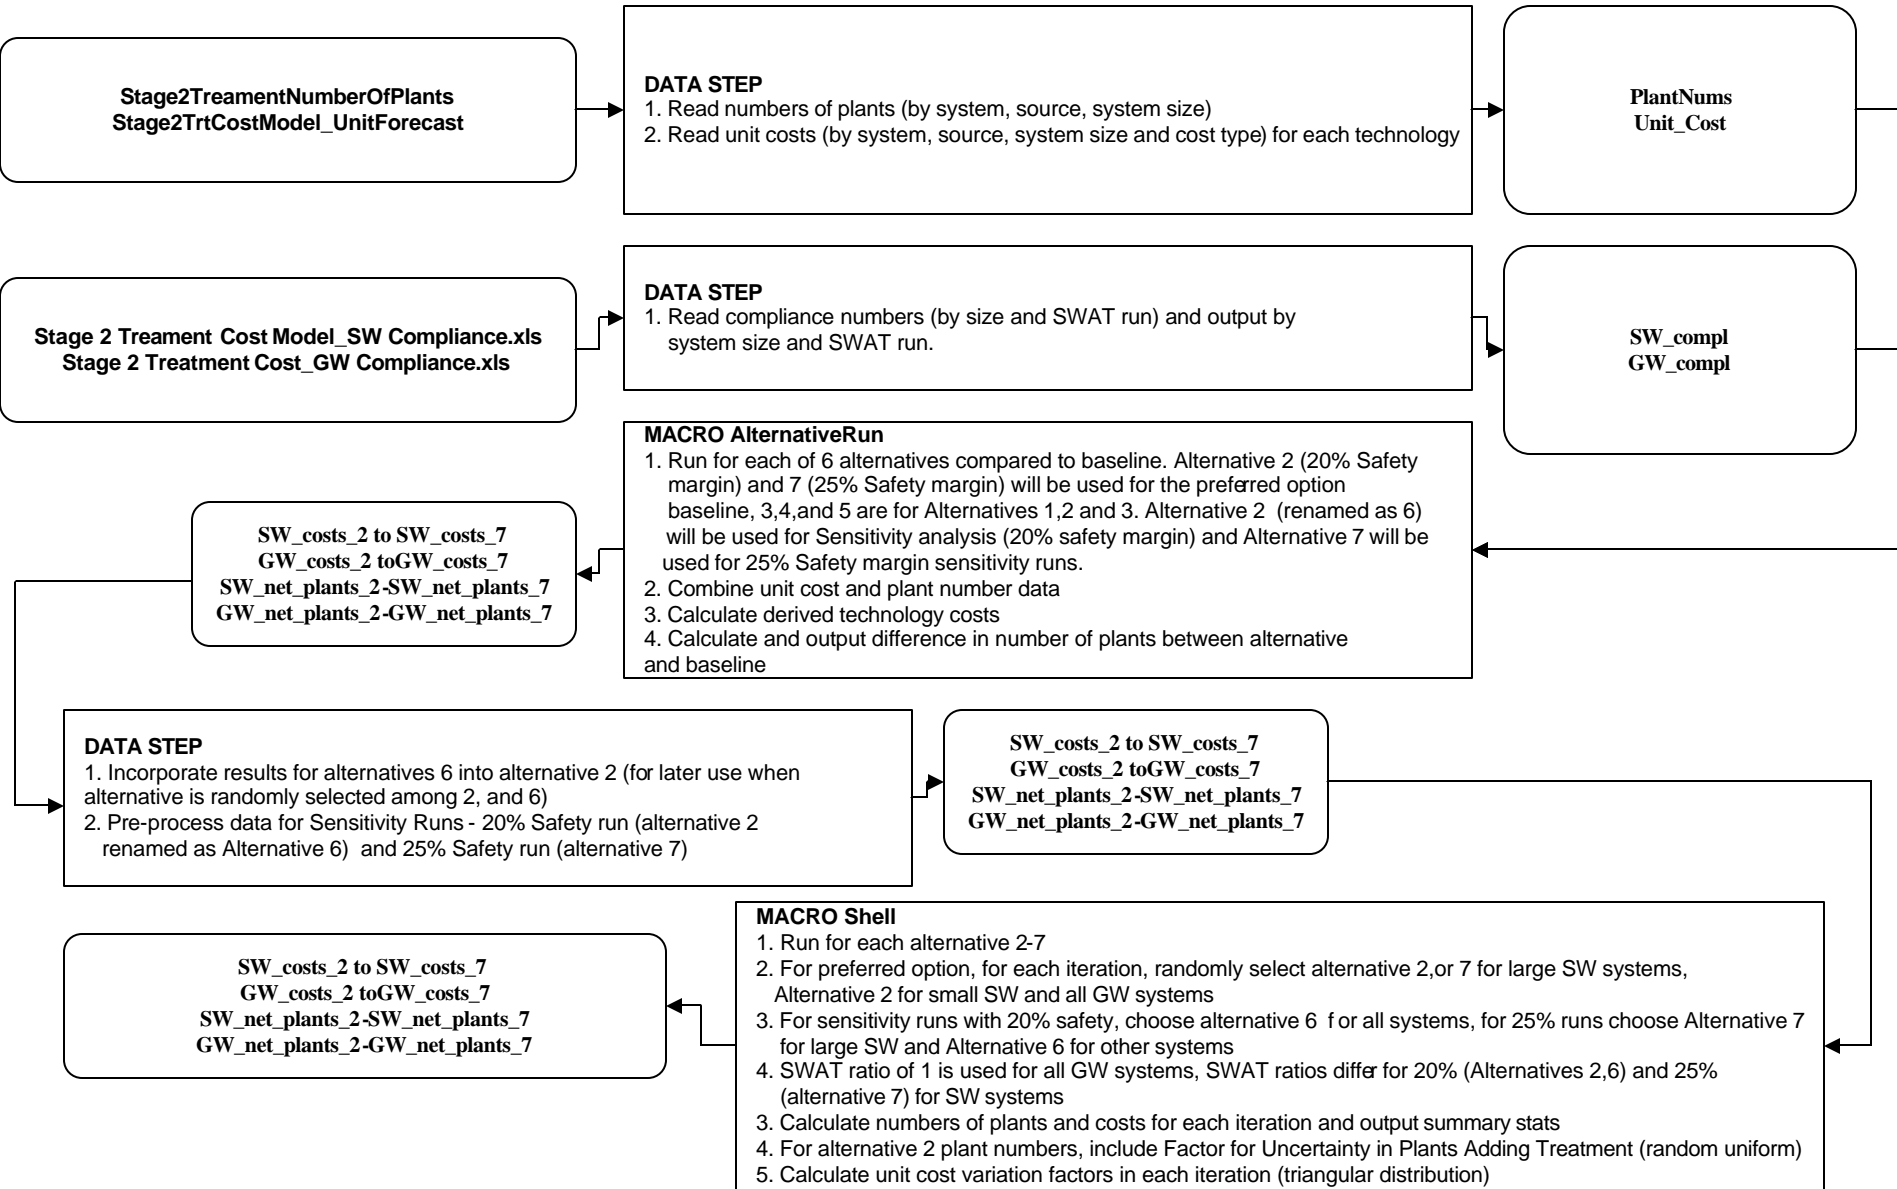 Stage2TreamentNumberOfPlants
Stage2TrtCostModel_UnitForecast
DATA STEP
1. Read numbers of plants (by system, source, system size)
2. Read unit costs (by system, source, system size and cost type) for each technology
PlantNums
Unit_Cost
Stage 2 Treament Cost Model_SW Compliance.xls
Stage 2 Treatment Cost_GW Compliance.xls
DATA STEP
1. Read compliance numbers (by size and SWAT run) and output by
system size and SWAT run.
SW_compl
GW_compl
MACRO AlternativeRun
1. Run for each of 6 alternatives compared to baseline. Alternative 2 (20% Safety
margin) and 7 (25% Safety margin) will be used for the preferred option
baseline, 3,4,and 5 are for Alternatives 1,2 and 3. Alternative 2 (renamed as 6)
will be used for Sensitivity analysis (20% safety margin) and Alternative 7 will be
used for 25% Safety margin sensitivity runs.
2. Combine unit cost and plant number data
3. Calculate derived technology costs
4. Calculate and output difference in number of plants between alternative
and baseline
SW_costs_2 to SW_costs_7
GW_costs_2 toGW_costs_7
SW_net_plants_2-SW_net_plants_7
GW_net_plants_2-GW_net_plants_7
DATA STEP
1. Incorporate results for alternatives 6 into alternative 2 (for later use when
alternative is randomly selected among 2, and 6)
2. Pre-process data for Sensitivity Runs - 20% Safety run (alternative 2
renamed as Alternative 6) and 25% Safety run (alternative 7)
SW_costs_2 to SW_costs_7
GW_costs_2 toGW_costs_7
SW_net_plants_2-SW_net_plants_7
GW_net_plants_2-GW_net_plants_7
MACRO Shell
1. Run for each alternative 2-7
2. For preferred option, for each iteration, randomly select alternative 2,or 7 for large SW systems,
Alternative 2 for small SW and all GW systems
3. For sensitivity runs with 20% safety, choose alternative 6 f or all systems, for 25% runs choose Alternative 7
for large SW and Alternative 6 for other systems
4. SWAT ratio of 1 is used for all GW systems, SWAT ratios differ for 20% (Alternatives 2,6) and 25%
(alternative 7) for SW systems
3. Calculate numbers of plants and costs for each iteration and output summary stats
4. For alternative 2 plant numbers, include Factor for Uncertainty in Plants Adding Treatment (random uniform)
5. Calculate unit cost variation factors in each iteration (triangular distribution)
SW_costs_2 to SW_costs_7
GW_costs_2 toGW_costs_7
SW_net_plants_2-SW_net_plants_7
GW_net_plants_2-GW_net_plants_7